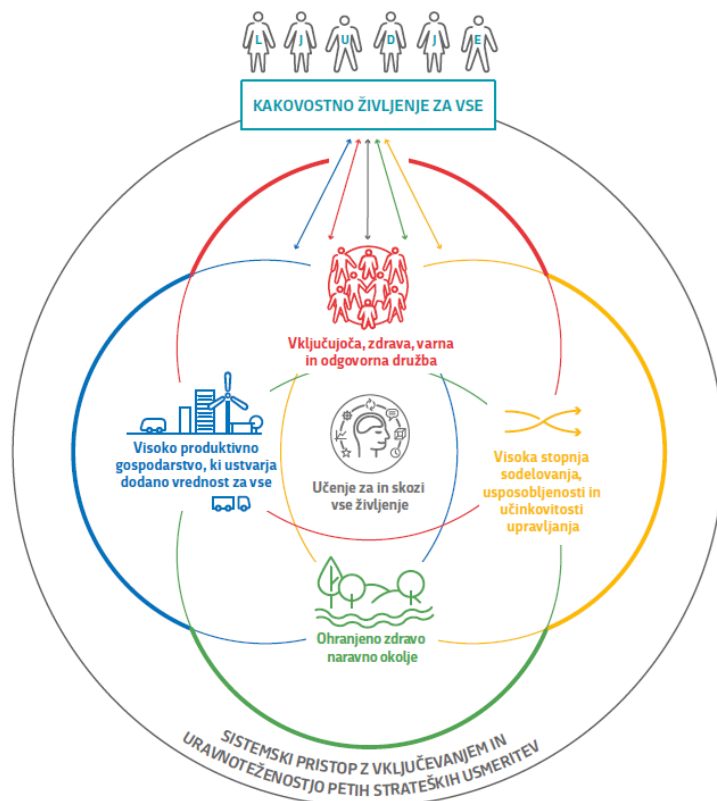 L J U D J E
KAKOVOSTNO ŽIVLJENJE ZA VSE
Vključujoča, zdrava, varna
in odgovorna družba
Visoko produktivno
gospodarstvo, ki ustvarja
dodano vrednost za vse
Učenje za in skozi
vse življenje
Visoka stopnja
sodelovanja,
usposobljenosti in
učinkovitosti
upravljanja
Ohranjeno zdravo
naravno okolje
SISTEMSKI PRISTOP Z VKLJUČEVANJEM IN
URAVNOTEŽENOSTJO PETIH STRATEŠKIH USMERITEV